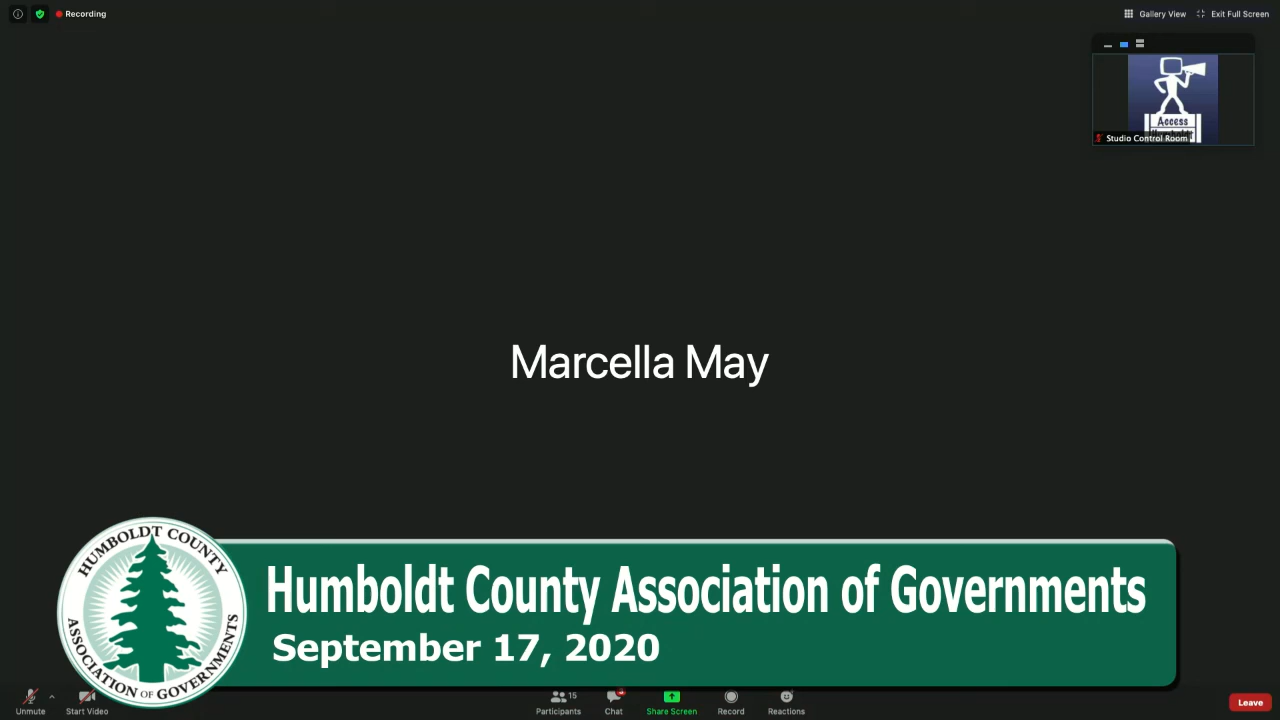 Recording
Gallery View
Exit Full Screen
Access
Studio Control Room
Marcella May
HUMBOLDT COUNTY
ASSOCIATION OF GOVERNMENTS
Humboldt County Association of Governments
September 17, 2020
Unmute
Start Video
15
Participants
Chat
Share Screen
Record
Reactions
Leave